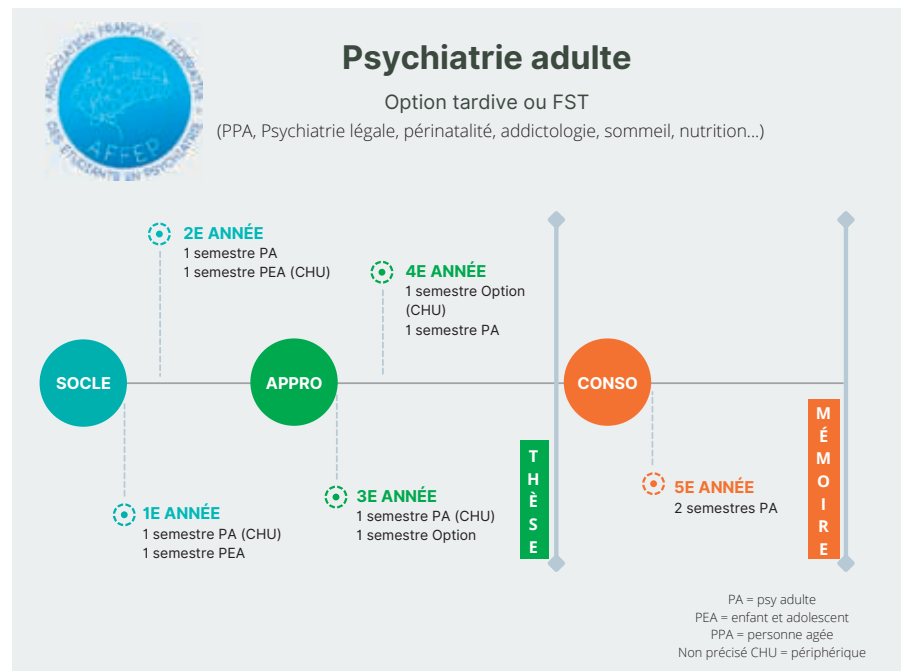 ASSOCIATION FRANÇAISE FÉDÉRATIVE
DES ÉTUDIANTS EN PSYCHIATRIE
AFFEP
Psychiatrie adulte
Option tardive ou FST
(PPA, Psychiatrie légale, périnatalité, addictologie, sommeil, nutrition...)
2E ANNÉE
1 semestre PA
1 semestre PEA (CHU)
4E ANNÉE
1 semestre Option
(CHU)
1 semestre PA
SOCLE
APPRO
CONSO
1E ANNÉE
1 semestre PA (CHU)
1 semestre PEA
3E ANNÉE
1 semestre PA (CHU)
1 semestre Option
THÈSE
5E ANNÉE
2 semestres PA
MÉMOIRE
PA = psy adulte
PEA = enfant et adolescent
PPA = personne agée
Non précisé CHU = périphérique